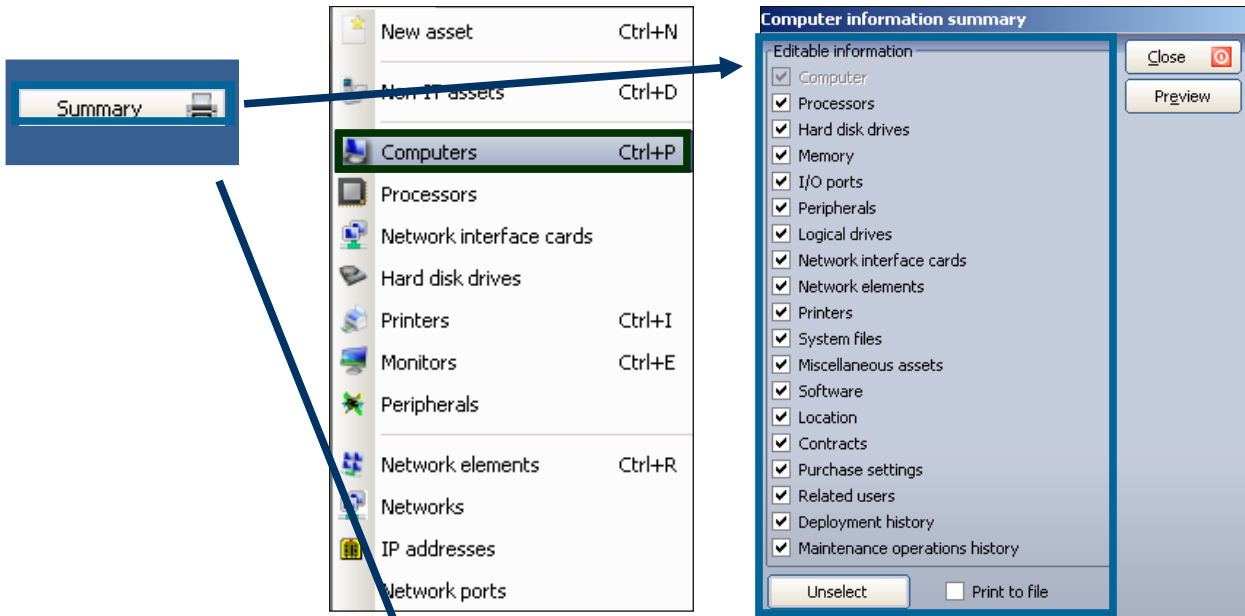 Summary
New asset Ctrl+N
Non-IP assets Ctrl+D
Computers Ctrl+P
Processors
Network interface cards
Hard disk drives
Printers Ctrl+I
Monitors Ctrl+E
Peripherals
Network elements Ctrl+R
Networks
IP addresses
Network ports
Computer information summary
Editable information
Computer
Processors
Hard disk drives
Memory
I/O ports
Peripherals
Logical drives
Network interface cards
Network elements
Printers
System files
Miscellaneous assets
Software
Location
Contracts
Purchase settings
Related users
Deployment history
Maintenance operations history
Unselect Print to file
Close
Preview